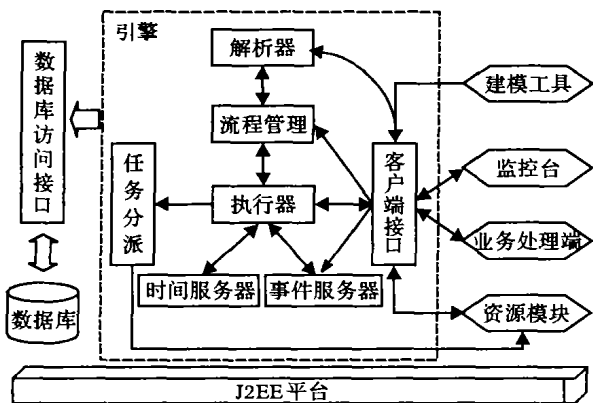 引擎
解析器
数据库访问接口
建模工具
流程管理
任务分派
客户端接口
监控台
执行器
业务处理端
时间服务器
事件服务器
资源模块
数据库
J2EE平台